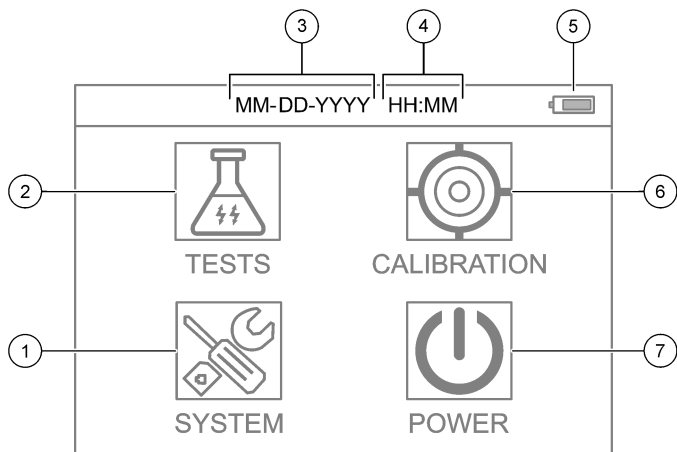 3 4 5
MM-DD-YYYY HH:MM
2 6
TESTS CALIBRATION
1 7
SYSTEM POWER